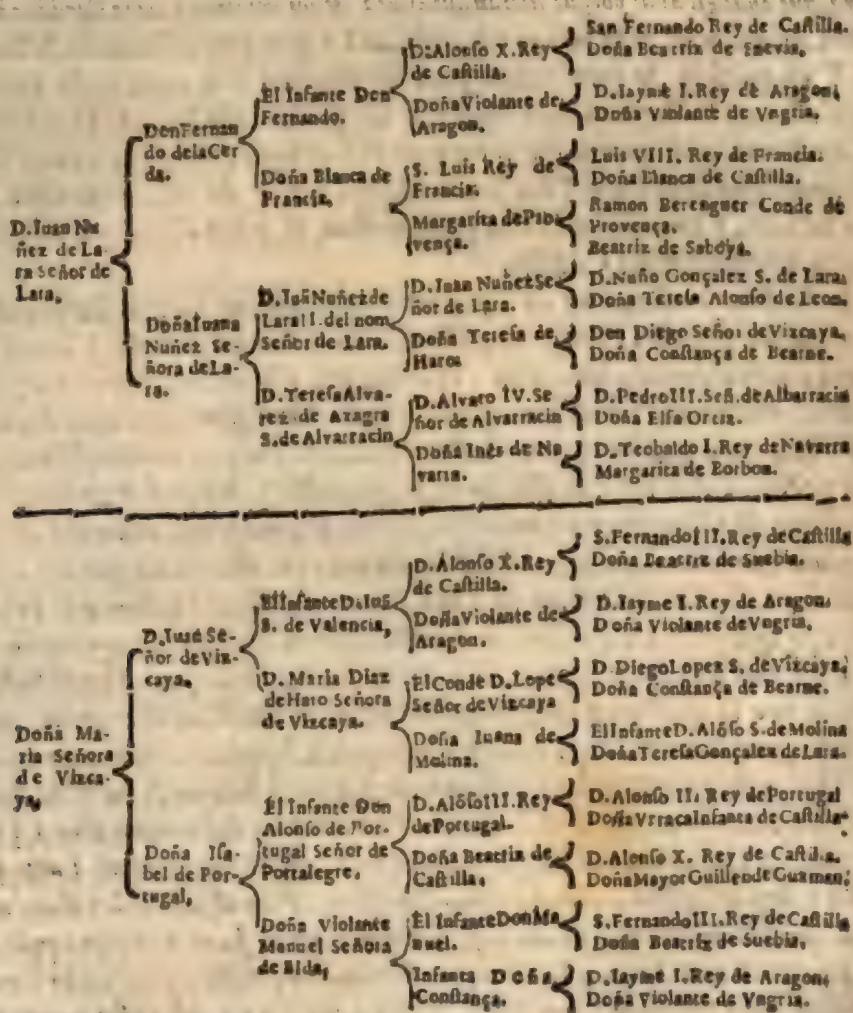 D. Iuan Nu
ñez de La-
ra Señor de
Lara,
Don Fernan
do de la Cer
da.
Doña Iuana
Nuñez Se-
ñora de La-
ra.
El Infante Don
Fernando.
Doña Blanca de
Francia,
D. Iuā Nuñez de
Lara II. del nom
Señor de Lara.
D. Teresa Alva-
rez de Azagra
S. de Alvarracin
D. Alonſo X. Rey
de Caſtilla.
Doña Violante de
Aragon.
S. Luis Rey de
Francia.
Margarita de Pro
vença.
D. Iuan Nuñez Se
ñor de Lara.
Doña Tereſa de
Haro.
D. Alvaro IV. Se
ñor de Alvarracin
Doña Inès de Na
varra.
San Fernando Rey de Caſtilla.
Doña Beatriz de Suevia,
D. Iayme I. Rey de Aragon,
Doña Violante de Vngria,
Luis VIII. Rey de Francia.
Doña Blanca de Caſtilla.
Ramon Berenguer Conde de
Provença.
Beatriz de Saboya.
D. Nuño Gonçalez S. de Lara,
Doña Tereſa Alonſo de Leon.
Don Diego Señor de Vizcaya,
Doña Conſtança de Bearne.
D. Pedro III. Señ. de Albarracin
Doña Elfa Ortiz.
D. Teobaldo I. Rey de Navarra
Margarita de Borbon.
Doña Ma-
ria Señora
de Vizca-
ya,
D. Iuan Se-
ñor de Viz-
caya,
Doña Iſa-
bel de Por-
tugal,
El Infante D. Iuā
S. de Valencia,
D. Maria Diaz
de Haro Señora
de Vizcaya.
El Infante Don
Alonſo de Por-
tugal Señor de
Portalegre.
Doña Violante
Manuel Señora
de Elda,
D. Alonſo X. Rey
de Caſtilla.
Doña Violante de
Aragon.
El Conde D. Lope
Señor de Vizcaya
Doña Iuana de
Molina.
D. Alōſo III. Rey
de Portugal.
Doña Beatriz de
Caſtilla.
El Infante Don Ma
nuel.
Infanta Doña
Conſtança.
S. Fernando III. Rey de Caſtilla
Doña Beatriz de Suebia.
D. Iayme I. Rey de Aragon,
Doña Violante de Vngria,
D. Diego Lopez S. de Vizcaya,
Doña Conſtança de Bearne.
El Infante D. Alōſo S. de Molina
Doña Tereſa Gonçalez de Lara.
D. Alonſo II. Rey de Portugal
Doña Vrraca Infanta de Caſtilla
D. Alonſo X. Rey de Caſtilla.
Doña Mayor Guillen de Guzman,
S. Fernando III. Rey de Caſtilla
Doña Beatriz de Suebia,
D. Iayme I. Rey de Aragon,
Doña Violante de Vngria.